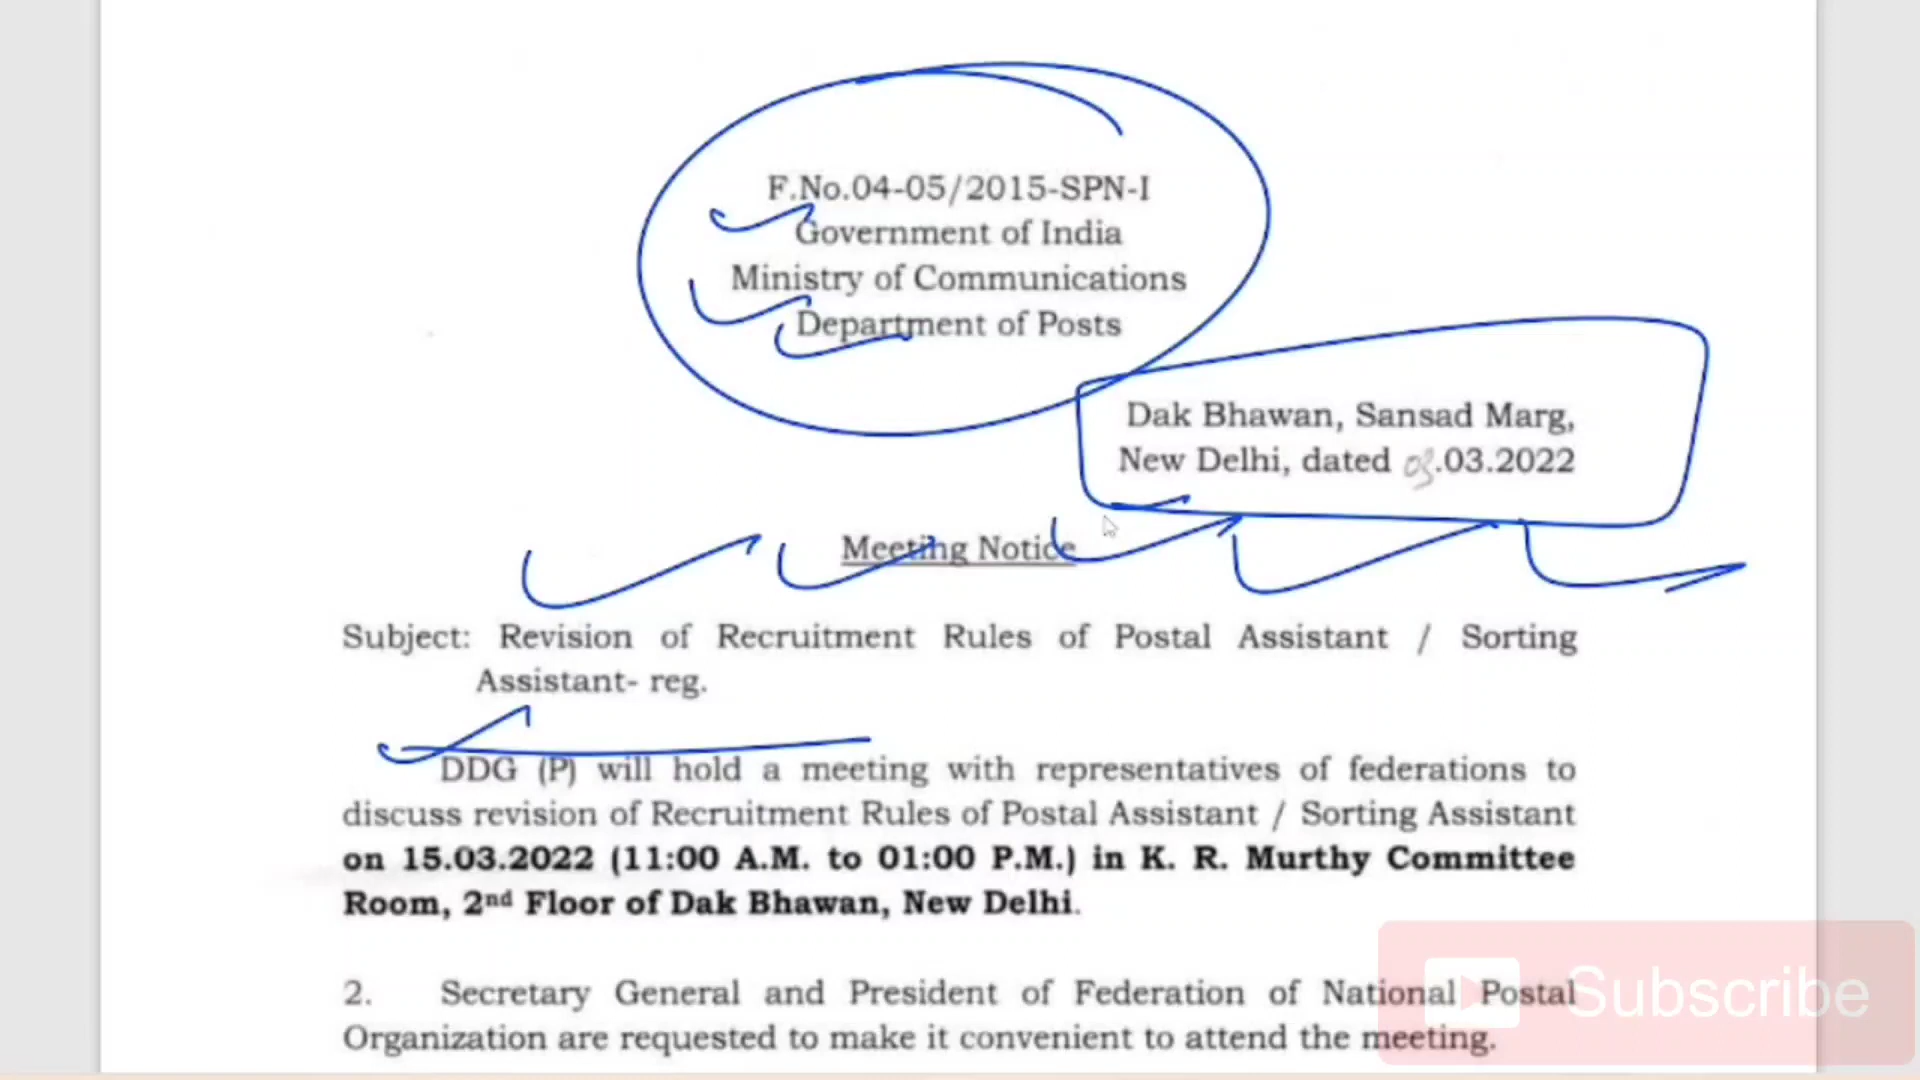 F.No.04-05/2015-SPN-I
Government of India
Ministry of Communications
Department of Posts
Dak Bhawan, Sansad Marg,
New Delhi, dated 03.03.2022
Meeting Notice
Subject: Revision of Recruitment Rules of Postal Assistant / Sorting
Assistant- reg.
DDG (P) will hold a meeting with representatives of federations to
discuss revision of Recruitment Rules of Postal Assistant / Sorting Assistant
on 15.03.2022 (11:00 A.M. to 01:00 P.M.) in K. R. Murthy Committee
Room, 2nd Floor of Dak Bhawan, New Delhi.
2. Secretary General and President of Federation of National Postal
Organization are requested to make it convenient to attend the meeting.
Subscribe